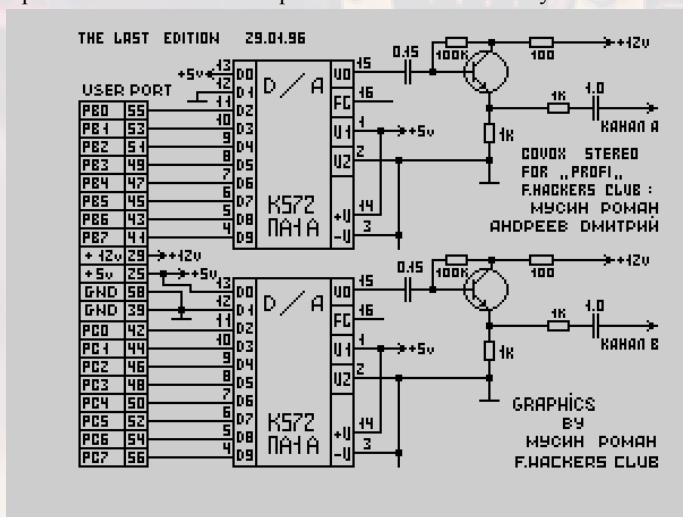 THE LAST EDITION 29.01.96
USER PORT
PB0 55
PB1 53
PB2 51
PB3 49
PB4 47
PB5 45
PB6 43
PB7 41
+12v 29 +12v
+5v 25 +5v
GND 58
GND 39
PC0 42
PC1 44
PC2 46
PC3 48
PC4 50
PC5 52
PC6 54
PC7 56
+5v 13 D0
12 D1
11 D2
10 D3
9 D4
8 D5
7 D6
6 D7
5 D8
4 D9
D/A
К572
ПА1А
U0 15
FC 16
U1 1 +5v
U2 2
+U 14
-U 3
0.15
100K
100
+12v
1K
1K
1.0
КАНАЛ А
COVOX STEREO
FOR „PROFI„
F.HACKERS CLUB :
МУСИН РОМАН
АНДРЕЕВ ДМИТРИЙ
13 D0
12 D1
11 D2
10 D3
9 D4
8 D5
7 D6
6 D7
5 D8
4 D9
D/A
К572
ПА1А
U0 15
FC 16
U1 1 +5v
U2 2
+U 14
-U 3
0.15
100K
100
+12v
1K
1K
1.0
КАНАЛ В
GRAPHiCS
BY
МУСИН РОМАН
F.HACKERS CLUB